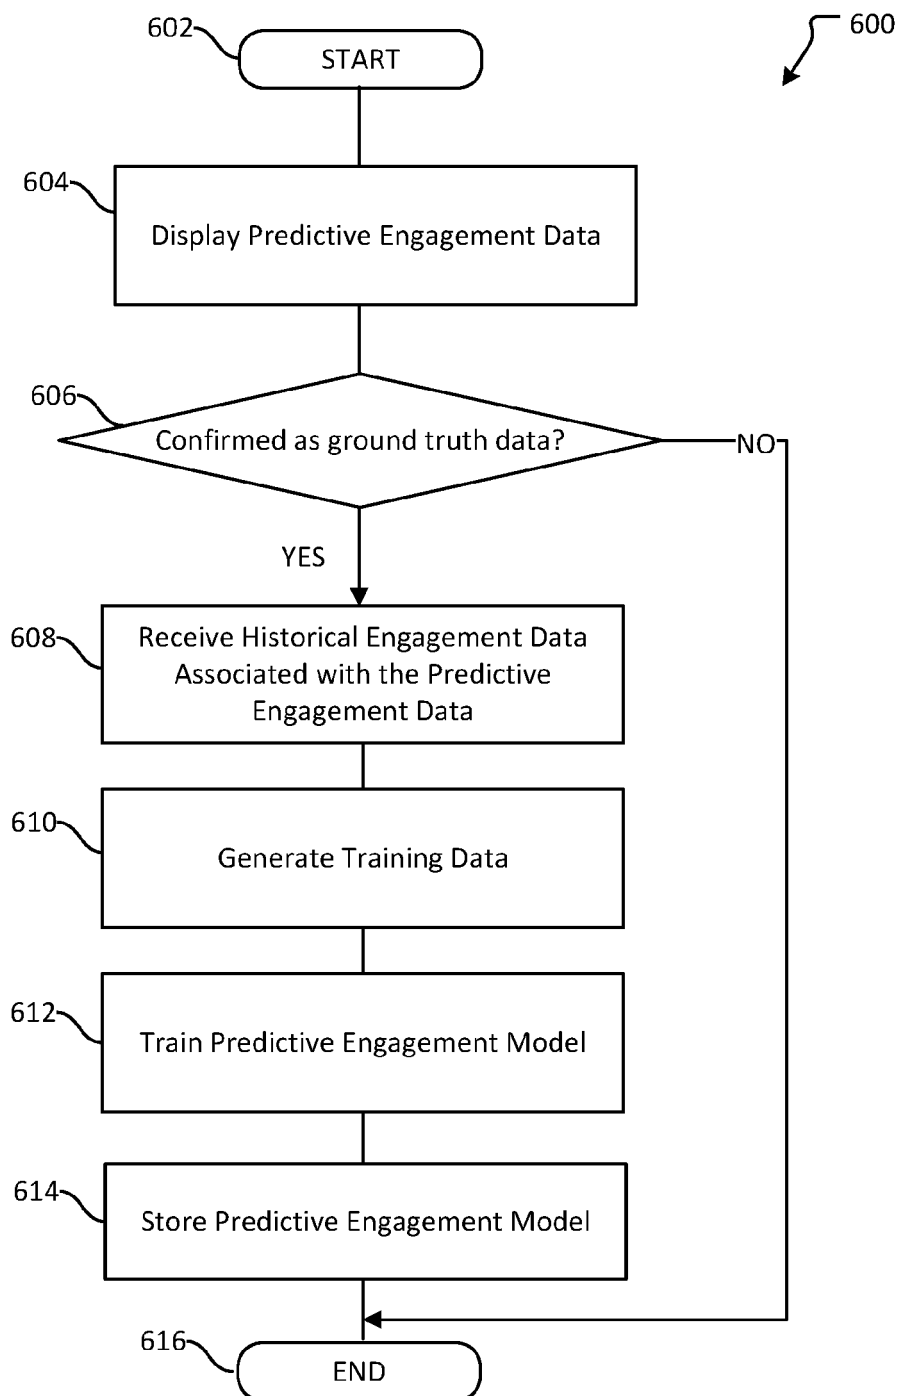 600
602
START
604
Display Predictive Engagement Data
606
Confirmed as ground truth data?
NO
YES
608
Receive Historical Engagement Data
Associated with the Predictive
Engagement Data
610
Generate Training Data
612
Train Predictive Engagement Model
614
Store Predictive Engagement Model
616
END